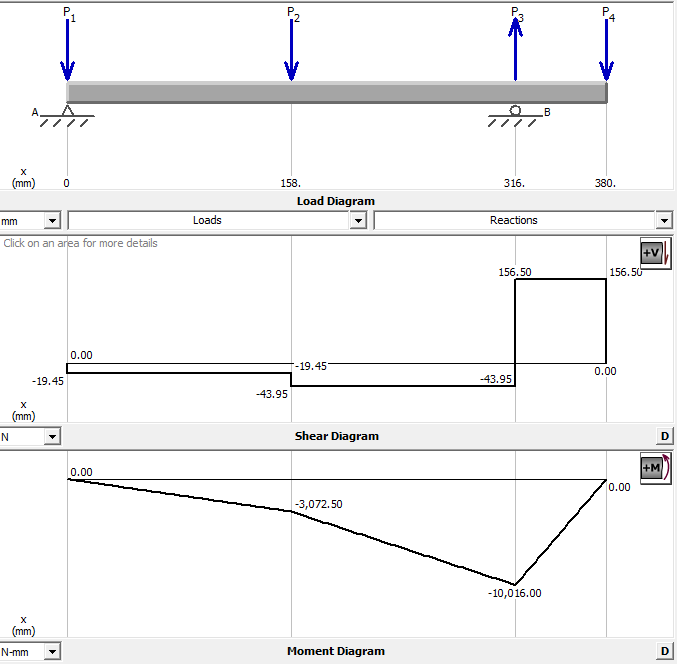 P1 P2 P3 P4
A B
x
(mm) 0 158. 316. 380.
Load Diagram
mm Loads Reactions
Click on an area for more details
+V
156.50 156.50
0.00
-19.45
0.00
-19.45 -43.95
-43.95
x
(mm)
N Shear Diagram D
+M
0.00
0.00
-3,072.50
-10,016.00
x
(mm)
N-mm Moment Diagram D